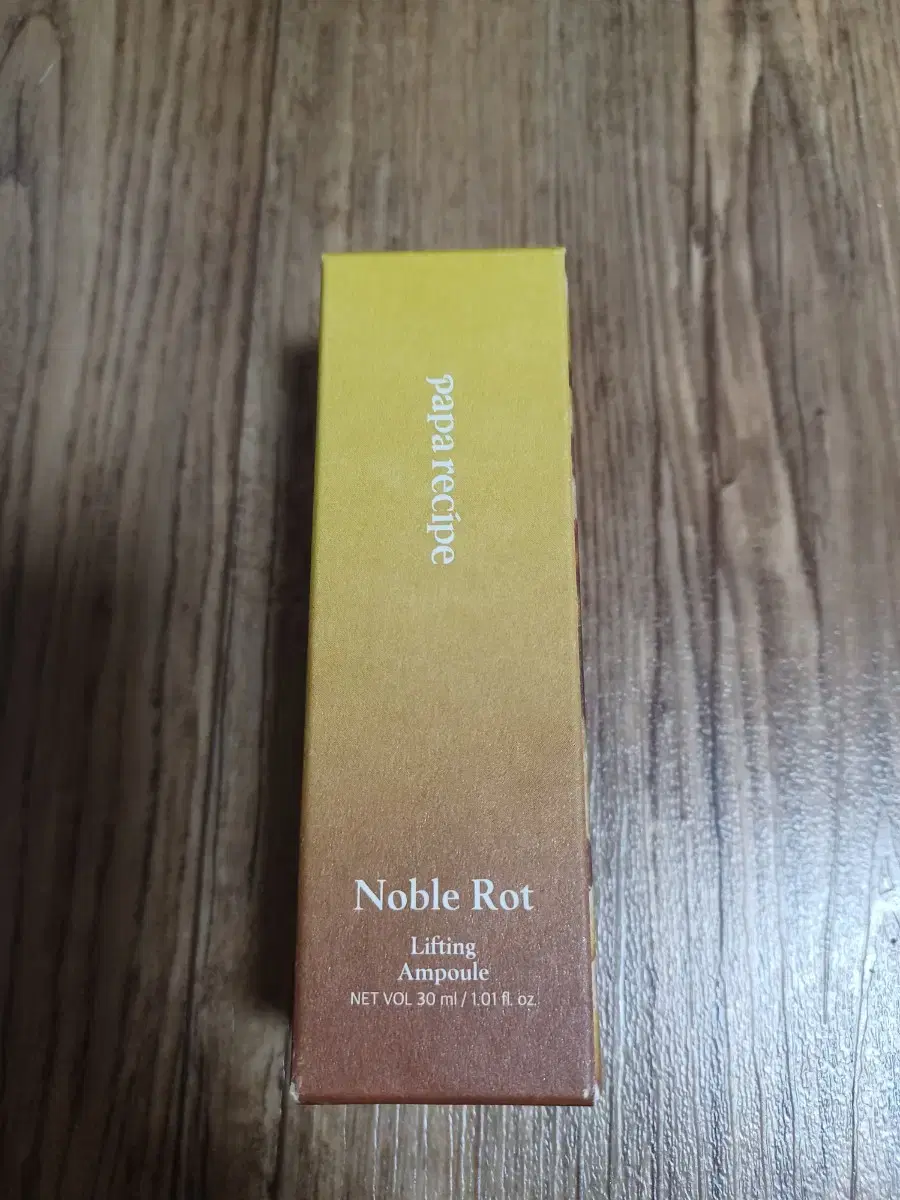 papa recipe
Noble Rot
Lifting
Ampoule
NET VOL 30 ml / 1.01 fl. oz.